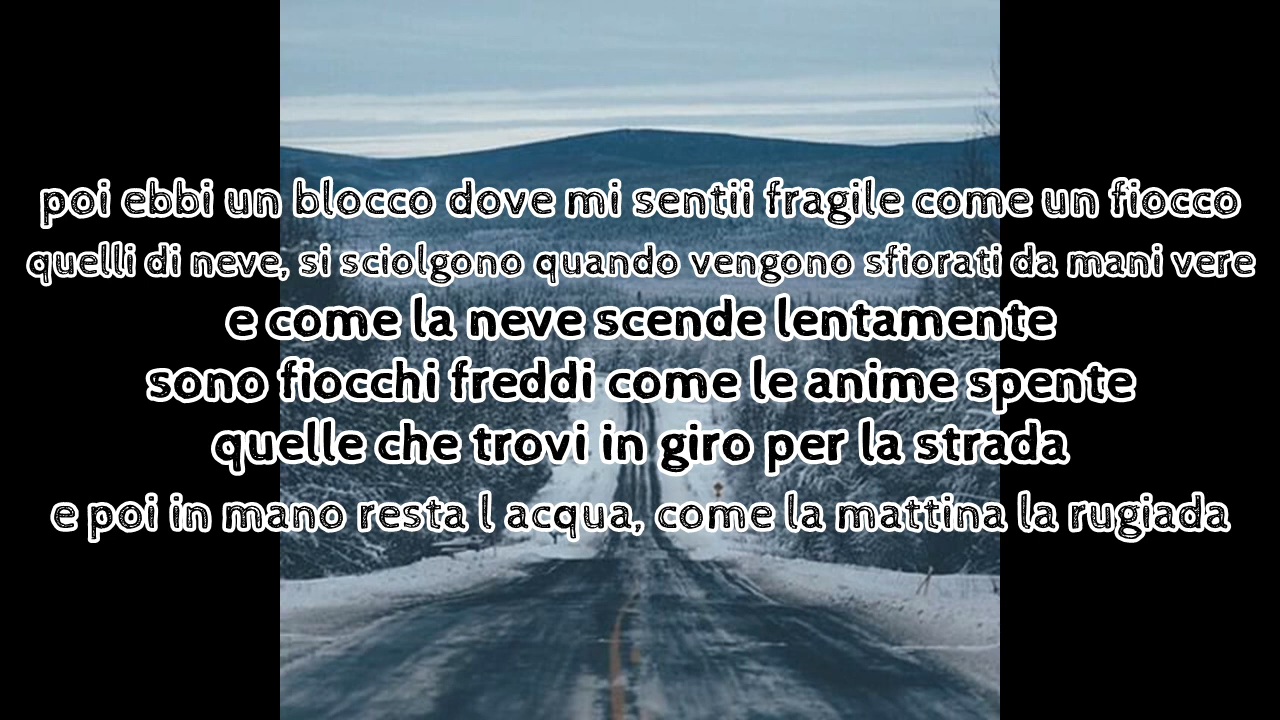 poi ebbi un blocco dove mi sentii fragile come un fiocco
quelli di neve, si sciolgono quando vengono sfiorati da mani vere
e come la neve scende lentamente
sono fiocchi freddi come le anime spente
quelle che trovi in giro per la strada
e poi in mano resta l acqua, come la mattina la rugiada